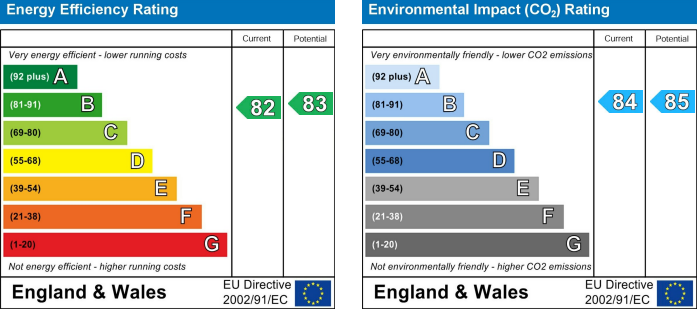 Energy Efficiency Rating
Current Potential
Very energy efficient - lower running costs
(92 plus) A
(81-91) B 82 83
(69-80) C
(55-68) D
(39-54) E
(21-38) F
(1-20) G
Not energy efficient - higher running costs
England & Wales
EU Directive
2002/91/EC
Environmental Impact (CO₂) Rating
Current Potential
Very environmentally friendly - lower CO2 emissions
(92 plus) A
(81-91) B 84 85
(69-80) C
(55-68) D
(39-54) E
(21-38) F
(1-20) G
Not environmentally friendly - higher CO2 emissions
England & Wales
EU Directive
2002/91/EC